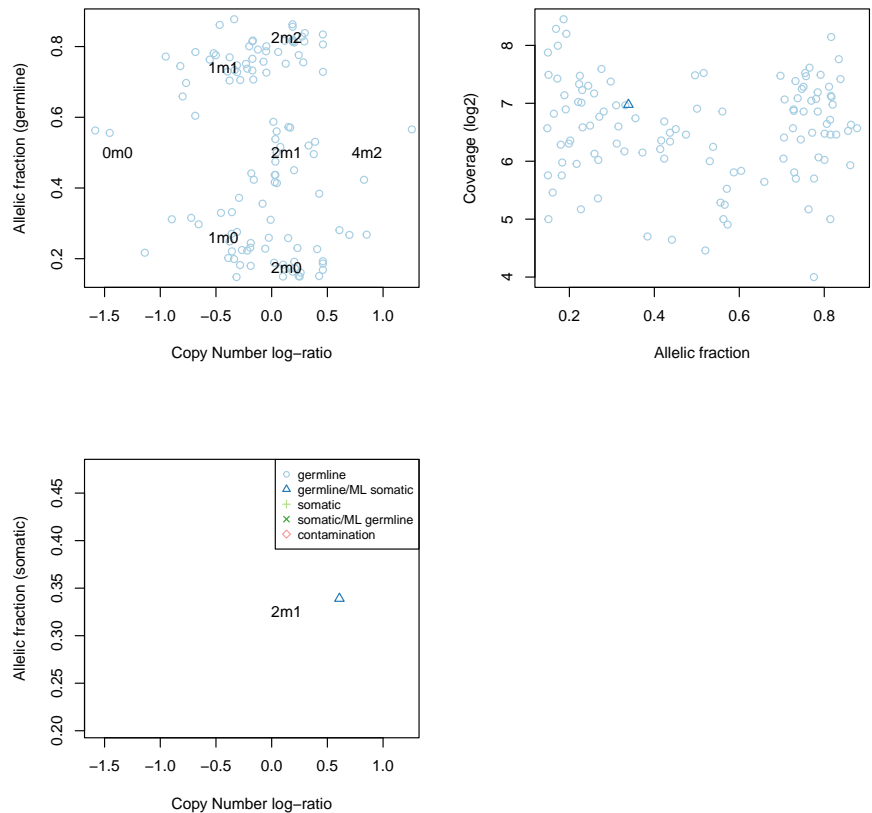 0.8
0.6
0.4
0.2
Allelic fraction (germline)
2m2
1m1
0m0
2m1
4m2
1m0
2m0
−1.5 −1.0 −0.5 0.0 0.5 1.0
Copy Number log−ratio
8
7
6
5
4
Coverage (log2)
0.2 0.4 0.6 0.8
Allelic fraction
0.45
0.40
0.35
0.30
0.25
0.20
Allelic fraction (somatic)
germline
germline/ML somatic
somatic
somatic/ML germline
contamination
2m1
−1.5 −1.0 −0.5 0.0 0.5 1.0
Copy Number log−ratio